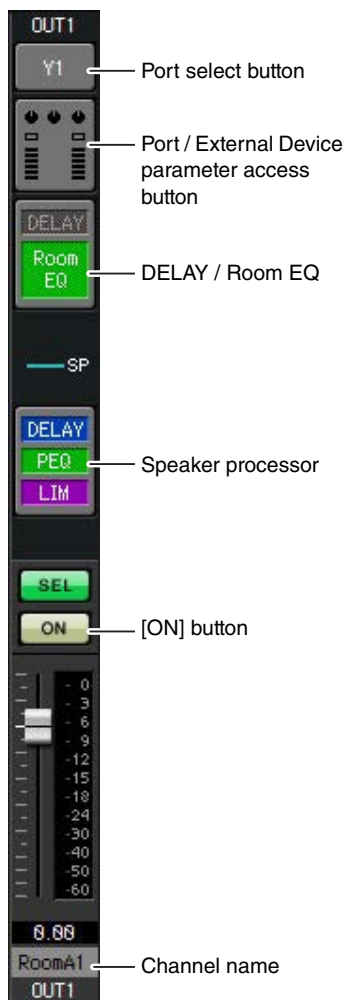 OUT1
Y1
Port select button
Port / External Device
parameter access
button
DELAY
Room
EQ
DELAY / Room EQ
SP
DELAY
PEQ
LIM
Speaker processor
SEL
ON
[ON] button
0
3
6
9
-12
-15
-18
-24
-30
-40
-50
-60
0.00
RoomA1
Channel name
OUT1